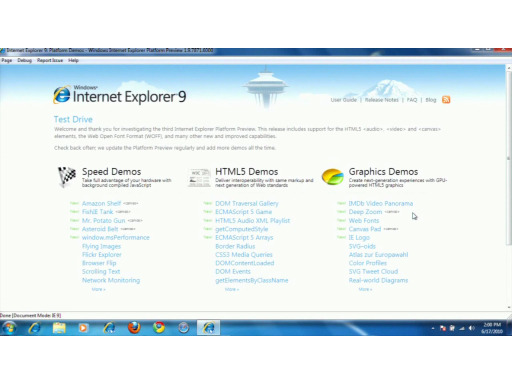 Internet Explorer 9: Platform Demos - Windows Internet Explorer Platform Preview 1.9.7873.6000
Page Debug Report Issue Help
Windows®
Internet Explorer 9
User Guide | Release Notes | FAQ | Blog
Test Drive
Welcome and thank you for investigating the third Internet Explorer Platform Preview. This release includes support for the HTML5 <audio>, <video> and <canvas>
elements, the Web Open Font Format (WOFF), and many other new and improved capabilities.
Check back often: we update the Platform Preview regularly and add more demos all the time.
Speed Demos
Take full advantage of your hardware with
background compiled JavaScript
New! Amazon Shelf <canvas>
New! FishIE Tank <canvas>
New! Mr. Potato Gun <canvas>
New! Asteroid Belt <canvas>
New! window.msPerformance
Flying Images
Flickr Explorer
Browser Flip
Scrolling Text
Network Monitoring
More »
HTML5 Demos
Deliver interoperability with same markup and
next generation of Web standards
New! DOM Traversal Gallery
New! ECMAScript 5 Game
New! HTML5 Audio XML Playlist
New! getComputedStyle
New! ECMAScript 5 Arrays
Border Radius
CSS3 Media Queries
DOMContentLoaded
DOM Events
getElementsByClassName
More »
Graphics Demos
Create next-generation experiences with GPU-
powered HTML5 graphics
New! IMDb Video Panorama
New! Deep Zoom <canvas>
New! Web Fonts
New! Canvas Pad <canvas>
New! IE Logo
SVG-oids
Atlas zur Europawahl
Color Profiles
SVG Tweet Cloud
Real-world Diagrams
More »
Done [Document Mode: IE 9]
2:00 PM
6/17/2010